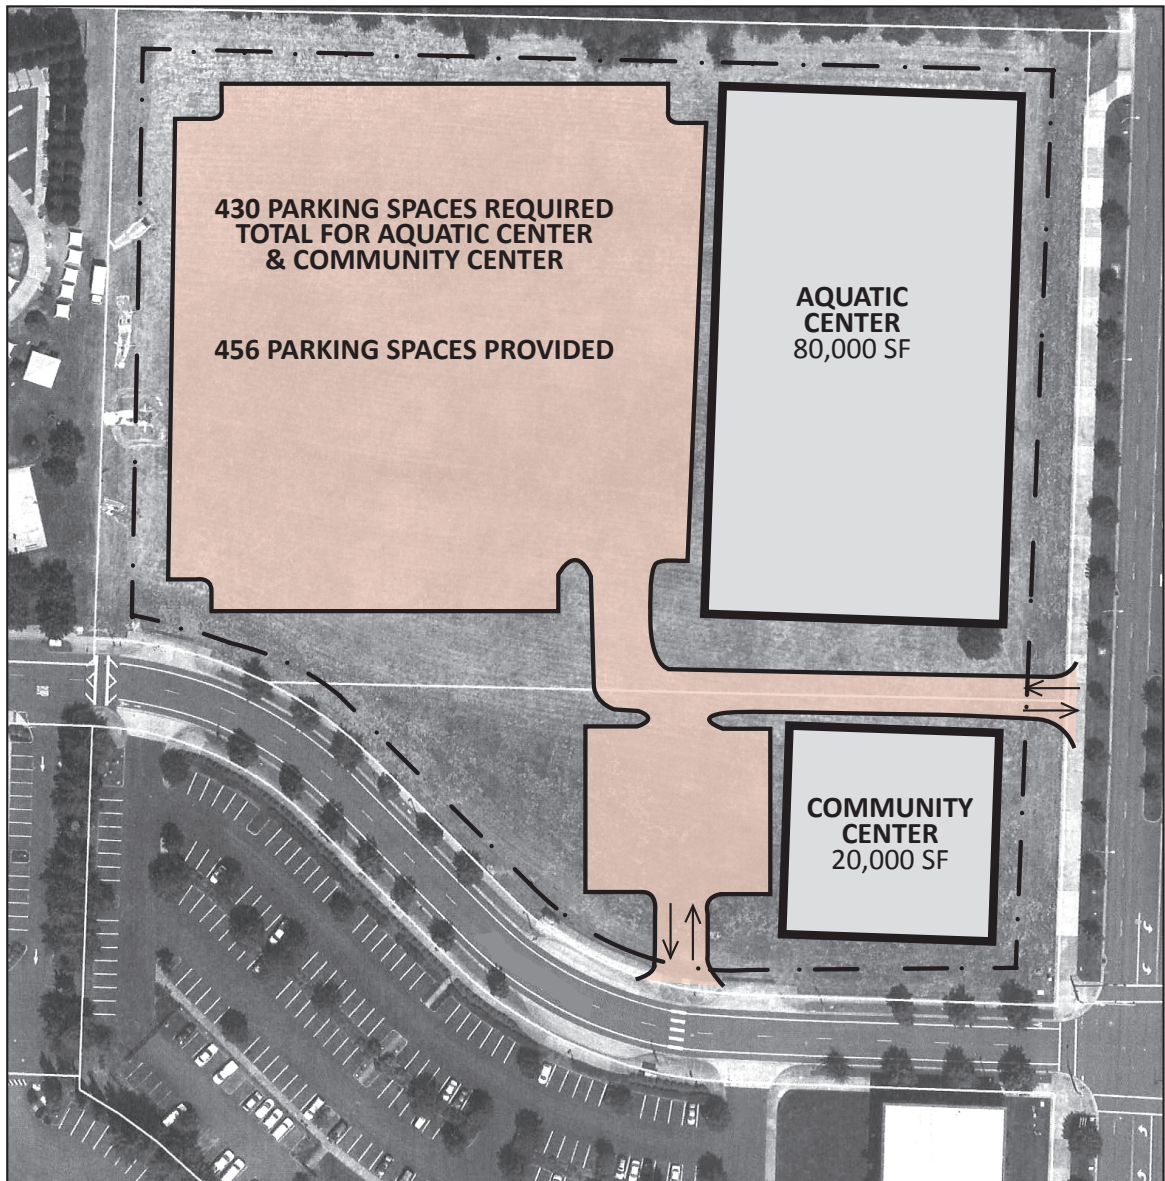 430 PARKING SPACES REQUIRED
TOTAL FOR AQUATIC CENTER
& COMMUNITY CENTER
456 PARKING SPACES PROVIDED
AQUATIC
CENTER
80,000 SF
COMMUNITY
CENTER
20,000 SF